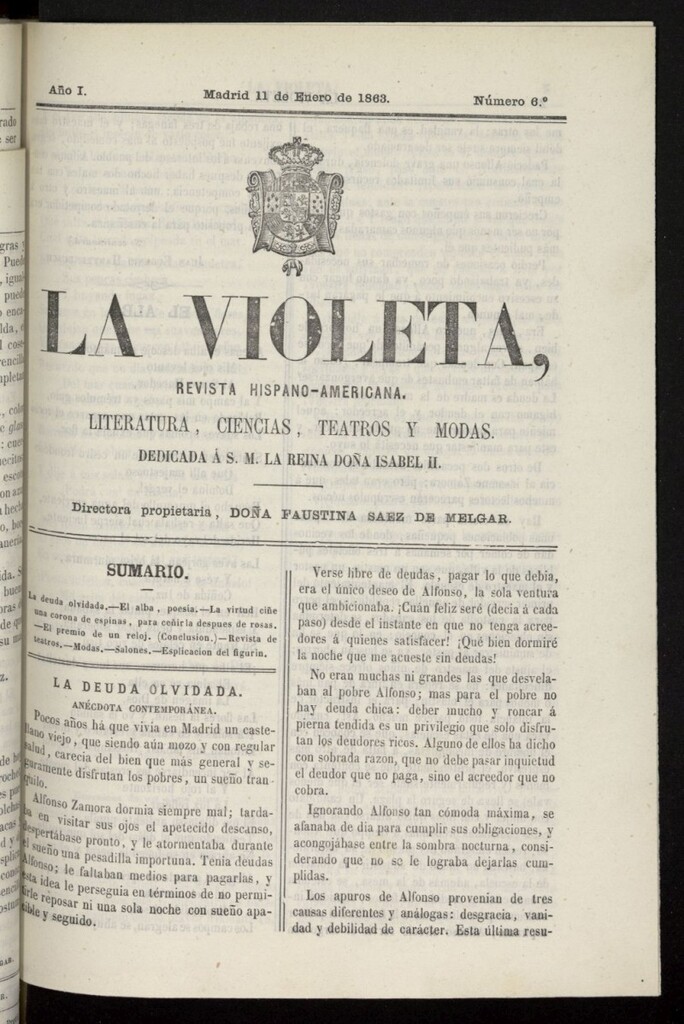 Año I.
Madrid 11 de Enero de 1863.
Número 6.º
LA VIOLETA,
REVISTA HISPANO-AMERICANA.
LITERATURA, CIENCIAS, TEATROS Y MODAS.
DEDICADA Á S. M. LA REINA DOÑA ISABEL II.
Directora propietaria, DOÑA FAUSTINA SAEZ DE MELGAR.
SUMARIO.
La deuda olvidada.—El alba, poesia.—La virtud ciñe
una corona de espinas, para ceñirla despues de rosas.
—El premio de un reloj. (Conclusion.)—Revista de
teatros.—Modas.—Salones.—Esplicacion del figurin.
LA DEUDA OLVIDADA.
ANÉCDOTA CONTEMPORÁNEA.
Pocos años há que vivia en Madrid un caste-
llano viejo, que siendo aún mozo y con regular
salud, carecia del bien que más general y se-
guramente disfrutan los pobres, un sueño tran-
quilo.
Alfonso Zamora dormia siempre mal; tarda-
ba en visitar sus ojos el apetecido descanso,
despertábase pronto, y le atormentaba durante
el sueño una pesadilla importuna. Tenia deudas
Alfonso; le faltaban medios para pagarlas, y
esta idea le perseguia en términos de no permi-
tirle reposar ni una sola noche con sueño apa-
cible y seguido.
Verse libre de deudas, pagar lo que debia,
era el único deseo de Alfonso, la sola ventura
que ambicionaba. ¡Cuán feliz seré (decia á cada
paso) desde el instante en que no tenga acree-
dores á quienes satisfacer! ¡Qué bien dormiré
la noche que me acueste sin deudas!
No eran muchas ni grandes las que desvela-
ban al pobre Alfonso; mas para el pobre no
hay deuda chica: deber mucho y roncar á
pierna tendida es un privilegio que solo disfru-
tan los deudores ricos. Alguno de ellos ha dicho
con sobrada razon, que no debe pasar inquietud
el deudor que no paga, sino el acreedor que no
cobra.
Ignorando Alfonso tan cómoda máxima, se
afanaba de dia para cumplir sus obligaciones, y
acongojábase entre la sombra nocturna, consi-
derando que no se le lograba dejarlas cum-
plidas.
Los apuros de Alfonso provenian de tres
causas diferentes y análogas: desgracia, vani-
dad y debilidad de carácter. Esta última resu-